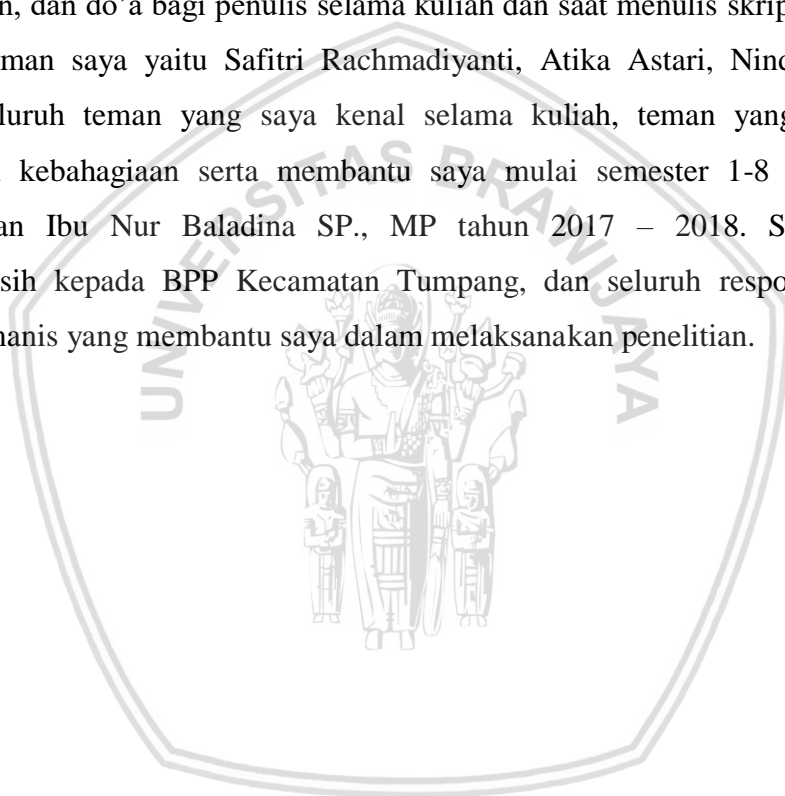 n, dan do'a bagi penulis selama kuliah dan saat menulis skrip
man saya yaitu Safitri Rachmadiyanti, Atika Astari, Nind
luruh teman yang saya kenal selama kuliah, teman yang
kebahagiaan serta membantu saya mulai semester 1-8
an Ibu Nur Baladina SP., MP tahun 2017 – 2018. S
sih kepada BPP Kecamatan Tumpang, dan seluruh respo
nanis yang membantu saya dalam melaksanakan penelitian.
UNIVERSITAS BRAWIJAYA